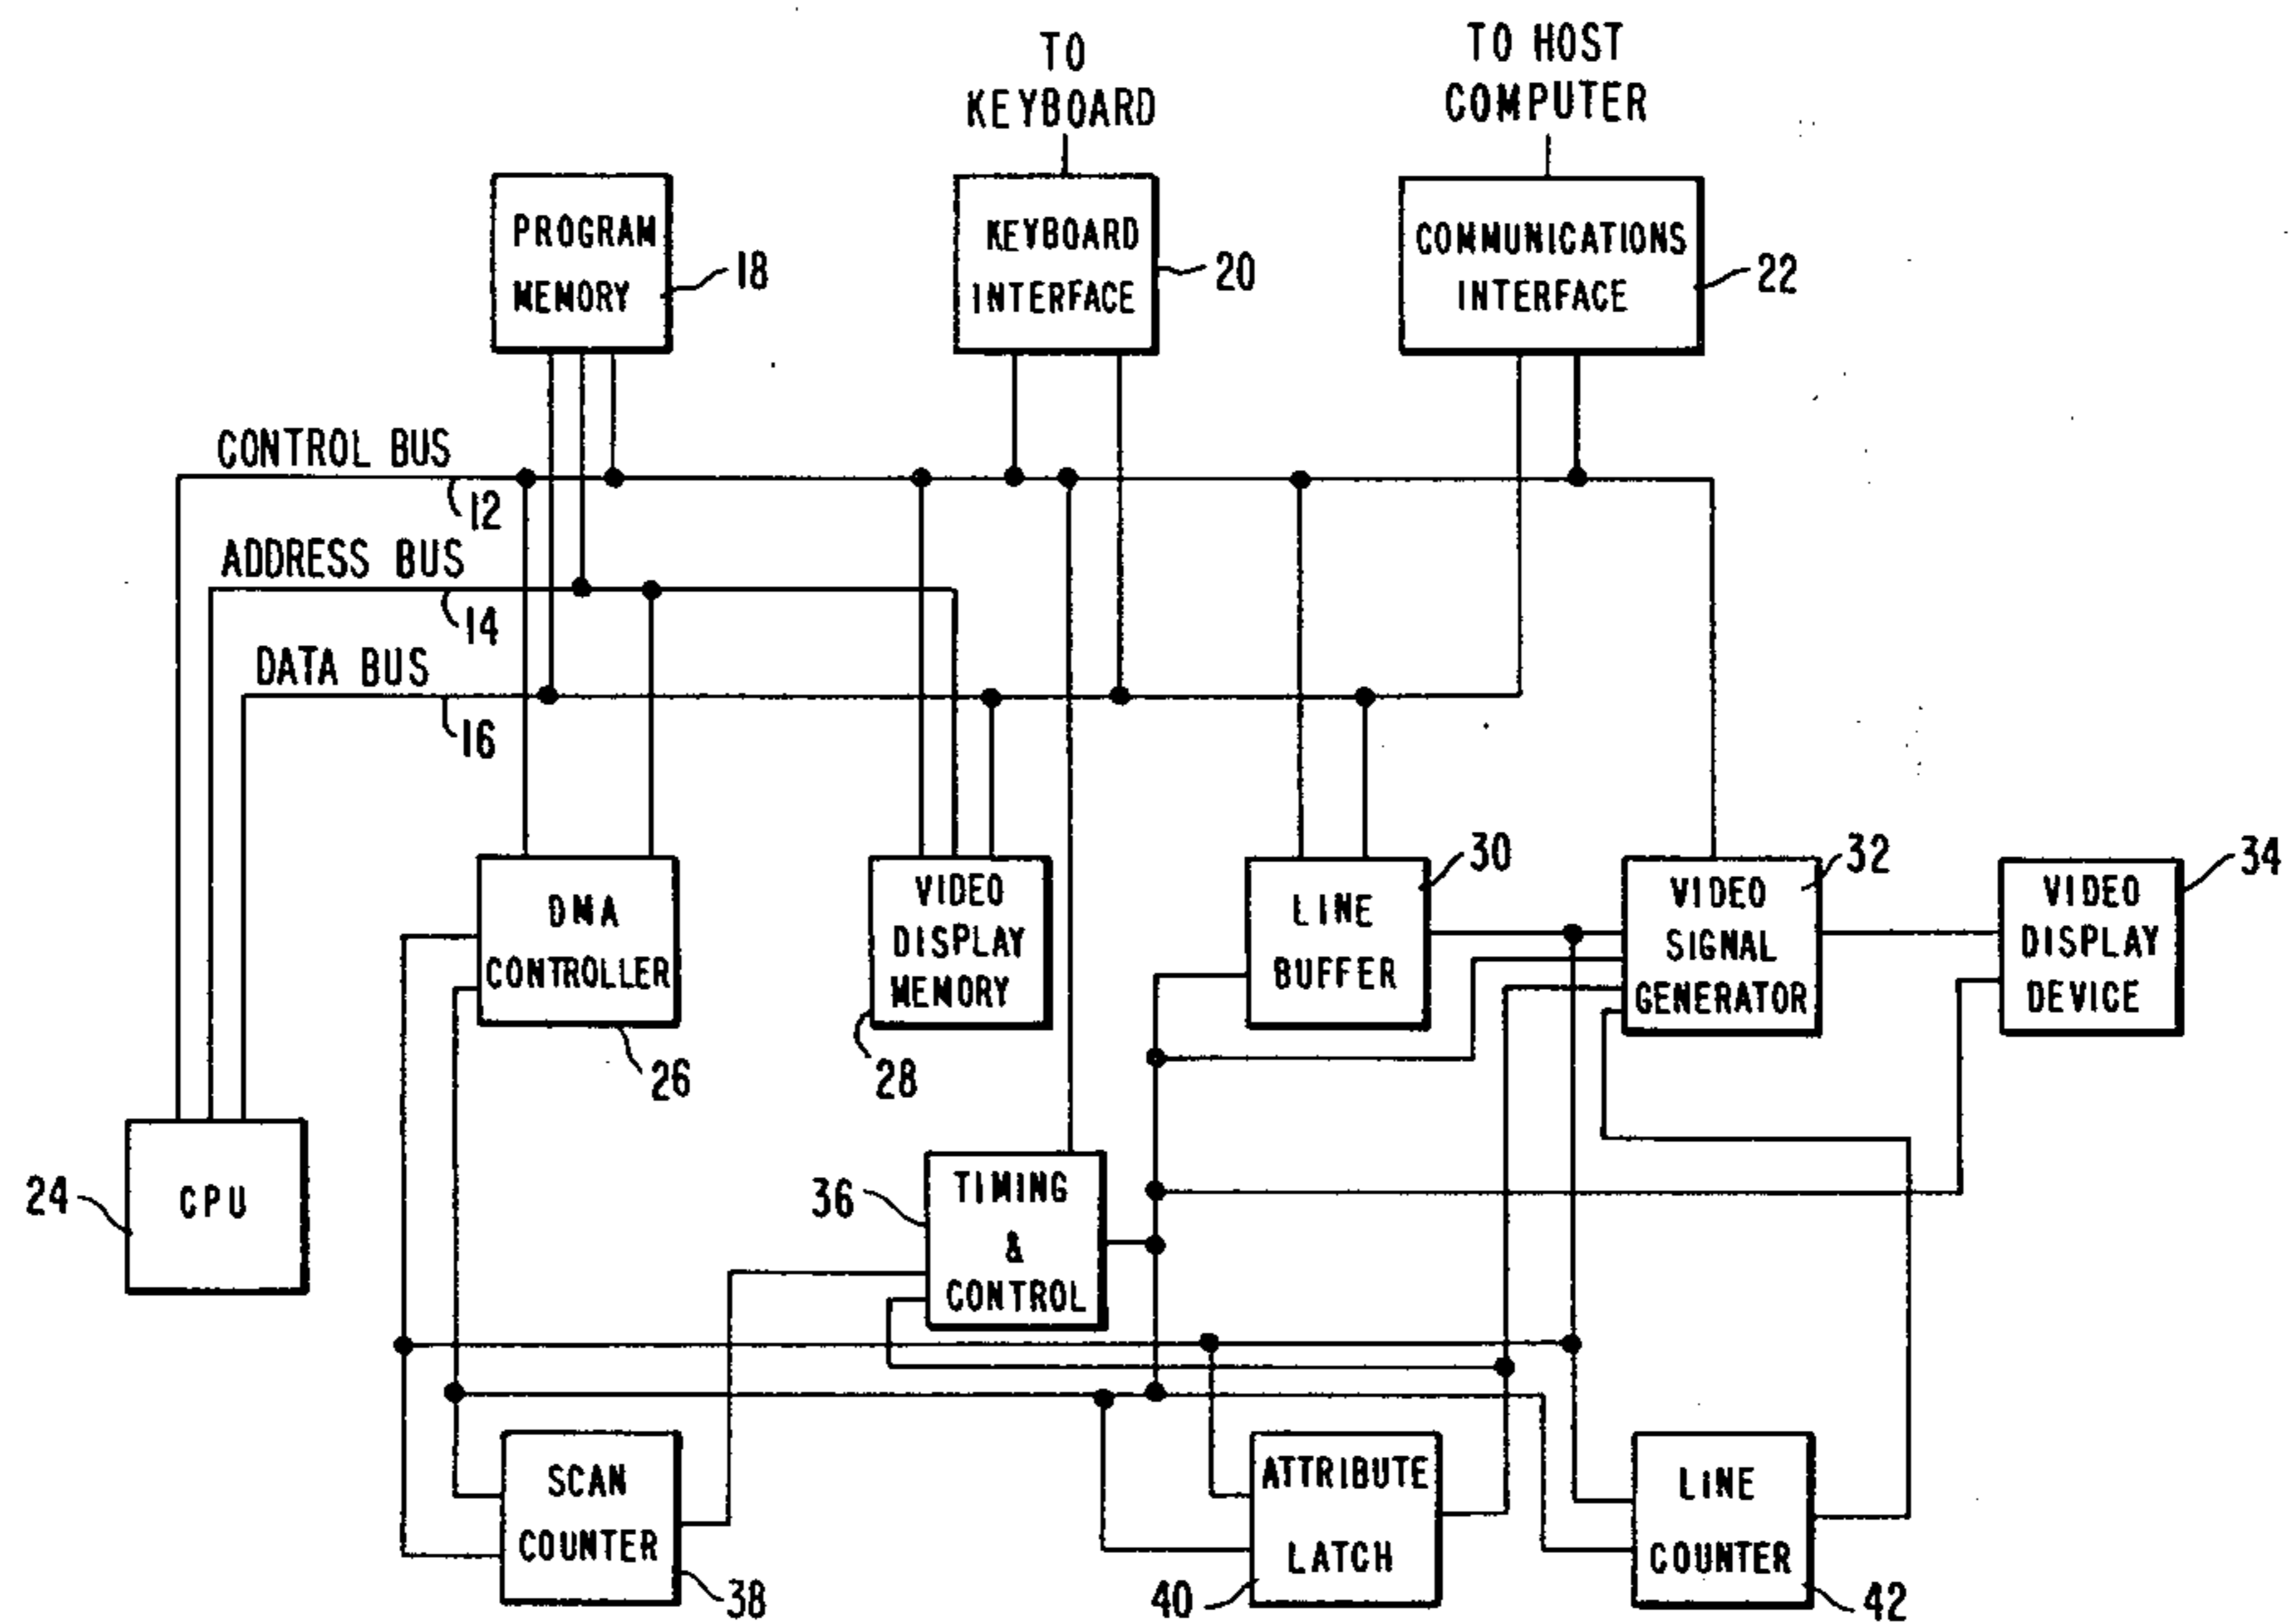 TO
KEYBOARD
TO HOST
COMPUTER
PROGRAM
MEMORY
18
KEYBOARD
INTERFACE
20
COMMUNICATIONS
INTERFACE
22
CONTROL BUS
12
ADDRESS BUS
14
DATA BUS
16
DMA
CONTROLLER
26
VIDEO
DISPLAY
MEMORY
28
LINE
BUFFER
30
VIDEO
SIGNAL
GENERATOR
32
VIDEO
DISPLAY
DEVICE
34
24
CPU
36
TIMING
&
CONTROL
SCAN
COUNTER
38
ATTRIBUTE
LATCH
40
LINE
COUNTER
42